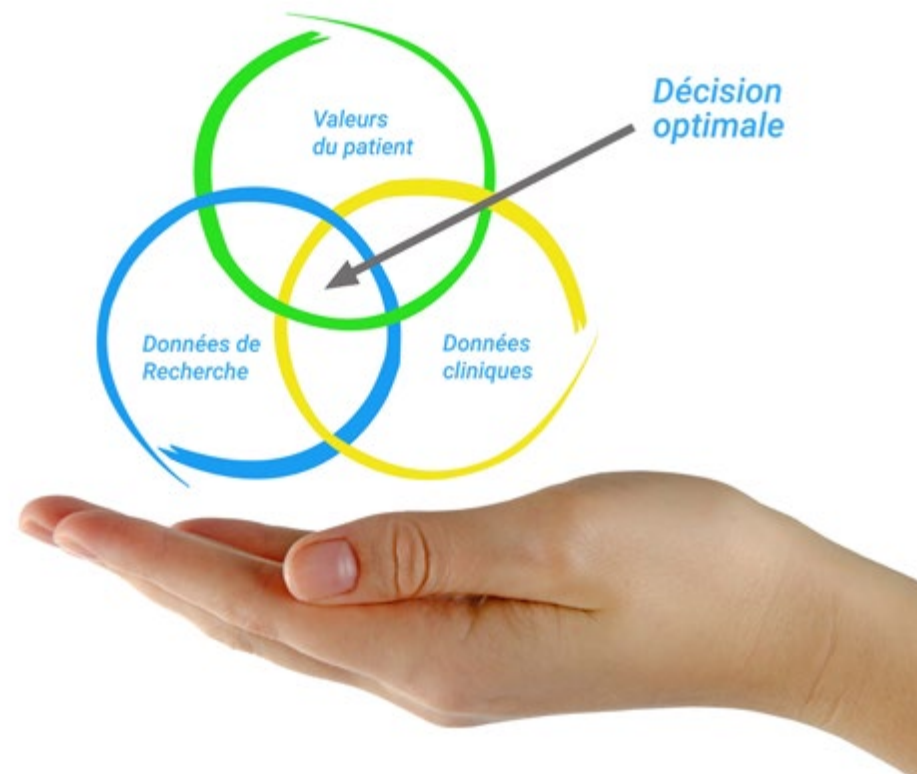 Valeurs
du patient
Décision
optimale
Données de
Recherche
Données
cliniques